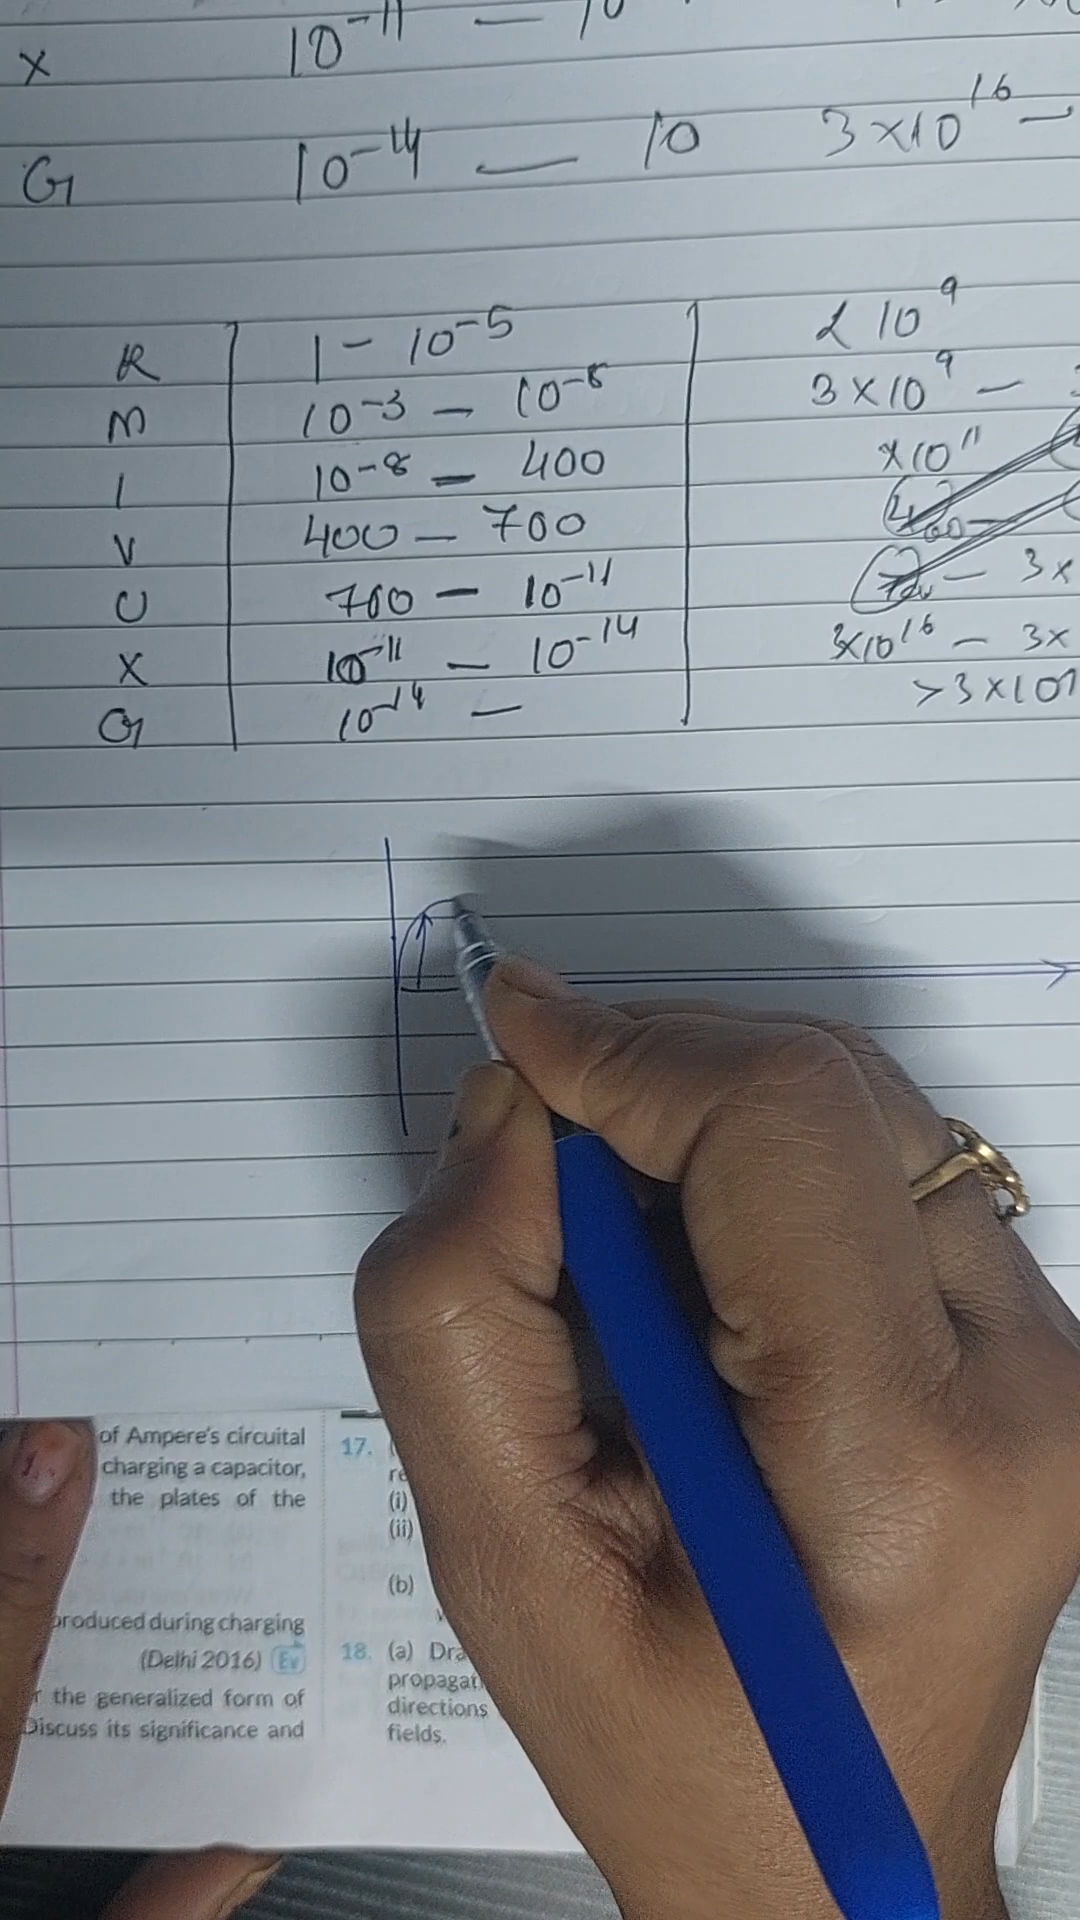 X 10⁻¹¹ — 10
G 10⁻¹⁴ — 10 3×10¹⁶ –
R 1 – 10⁻⁵ < 10⁹
M 10⁻³ – 10⁻⁸ 3×10⁹ –
I 10⁻⁸ – 400 ×10¹¹
V 400 – 700
U 700 – 10⁻¹¹ – 3×
X 10⁻¹¹ – 10⁻¹⁴ 3×10¹⁶ – 3×
G 10⁻¹⁴ – >3×10
of Ampere's circuital
charging a capacitor,
the plates of the
produced during charging
(Delhi 2016) Ev
the generalized form of
Discuss its significance and
17.
(i)
(ii)
(b)
18. (a)
directions
fields.